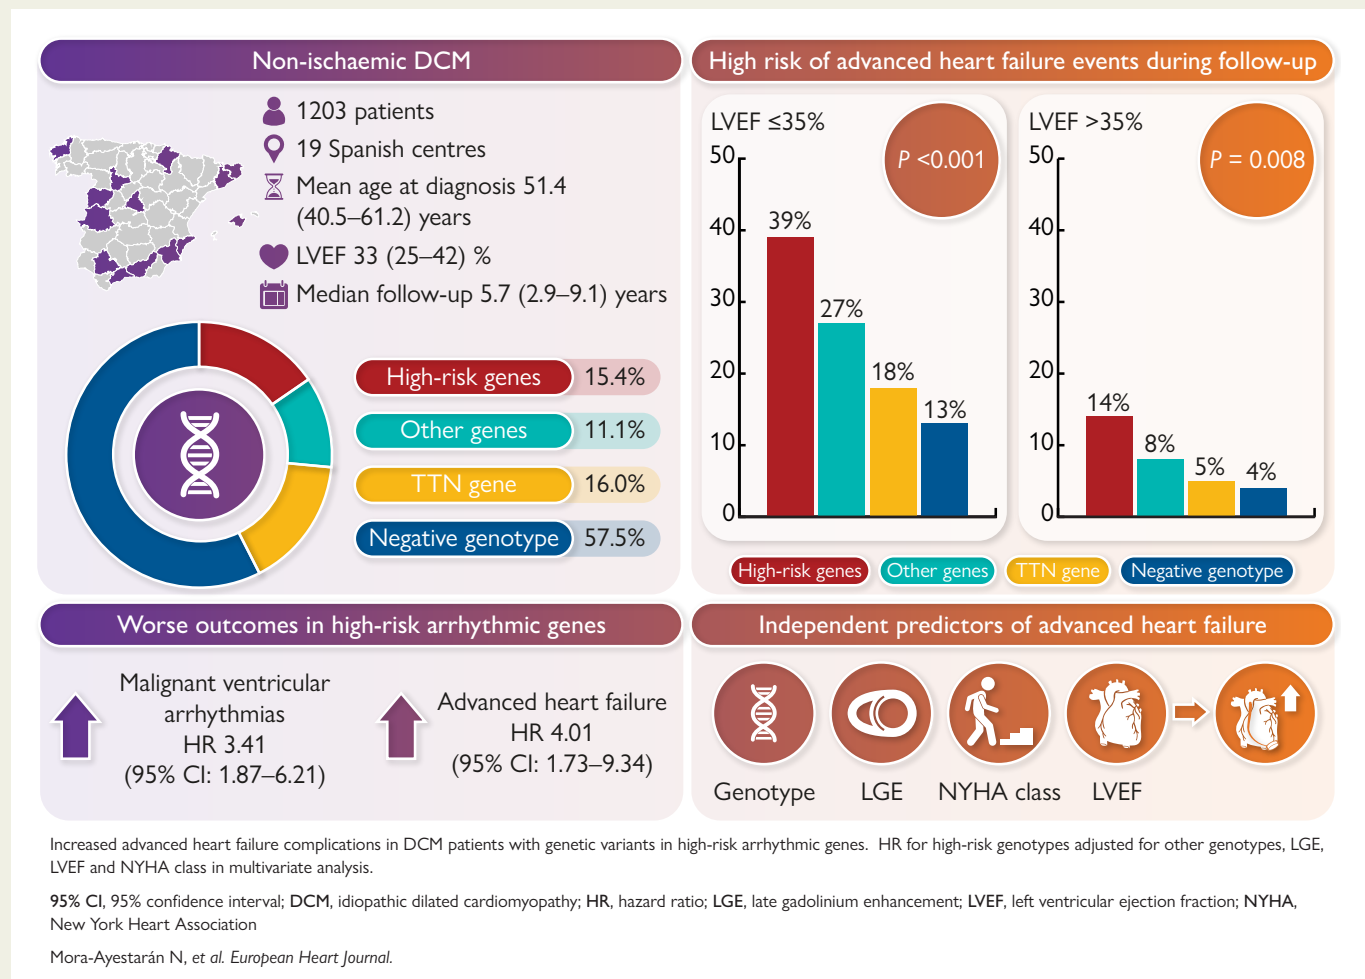 Non-ischaemic DCM
1203 patients
19 Spanish centres
Mean age at diagnosis 51.4
(40.5–61.2) years
LVEF 33 (25–42) %
Median follow-up 5.7 (2.9–9.1) years
High-risk genes 15.4%
Other genes 11.1%
TTN gene 16.0%
Negative genotype 57.5%
High risk of advanced heart failure events during follow-up
LVEF ≤35%
P <0.001
50
40
30
20
10
0
39%
27%
18%
13%
LVEF >35%
P = 0.008
50
40
30
20
10
0
14%
8%
5%
4%
High-risk genes Other genes TTN gene Negative genotype
Worse outcomes in high-risk arrhythmic genes
Malignant ventricular
arrhythmias
HR 3.41
(95% CI: 1.87–6.21)
Advanced heart failure
HR 4.01
(95% CI: 1.73–9.34)
Independent predictors of advanced heart failure
Genotype LGE NYHA class LVEF
Increased advanced heart failure complications in DCM patients with genetic variants in high-risk arrhythmic genes. HR for high-risk genotypes adjusted for other genotypes, LGE,
LVEF and NYHA class in multivariate analysis.
95% CI, 95% confidence interval; DCM, idiopathic dilated cardiomyopathy; HR, hazard ratio; LGE, late gadolinium enhancement; LVEF, left ventricular ejection fraction; NYHA,
New York Heart Association
Mora-Ayestarán N, et al. European Heart Journal.